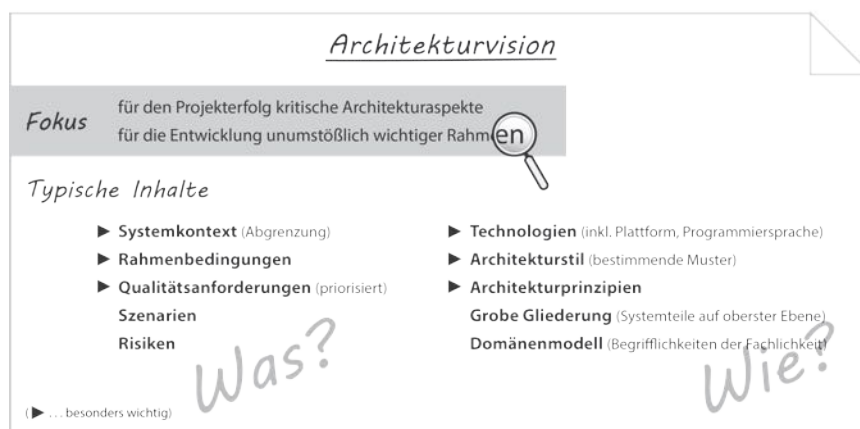 Architekturvision
Fokus
für den Projekterfolg kritische Architekturaspekte
für die Entwicklung unumstößlich wichtiger Rahmen
Typische Inhalte
► Systemkontext (Abgrenzung)
► Rahmenbedingungen
► Qualitätsanforderungen (priorisiert)
Szenarien
Risiken
Was?
► Technologien (inkl. Plattform, Programmiersprache)
► Architekturstil (bestimmende Muster)
► Architekturprinzipien
Grobe Gliederung (Systemteile auf oberster Ebene)
Domänenmodell (Begrifflichkeiten der Fachlichkeit)
Wie?
(► ... besonders wichtig)